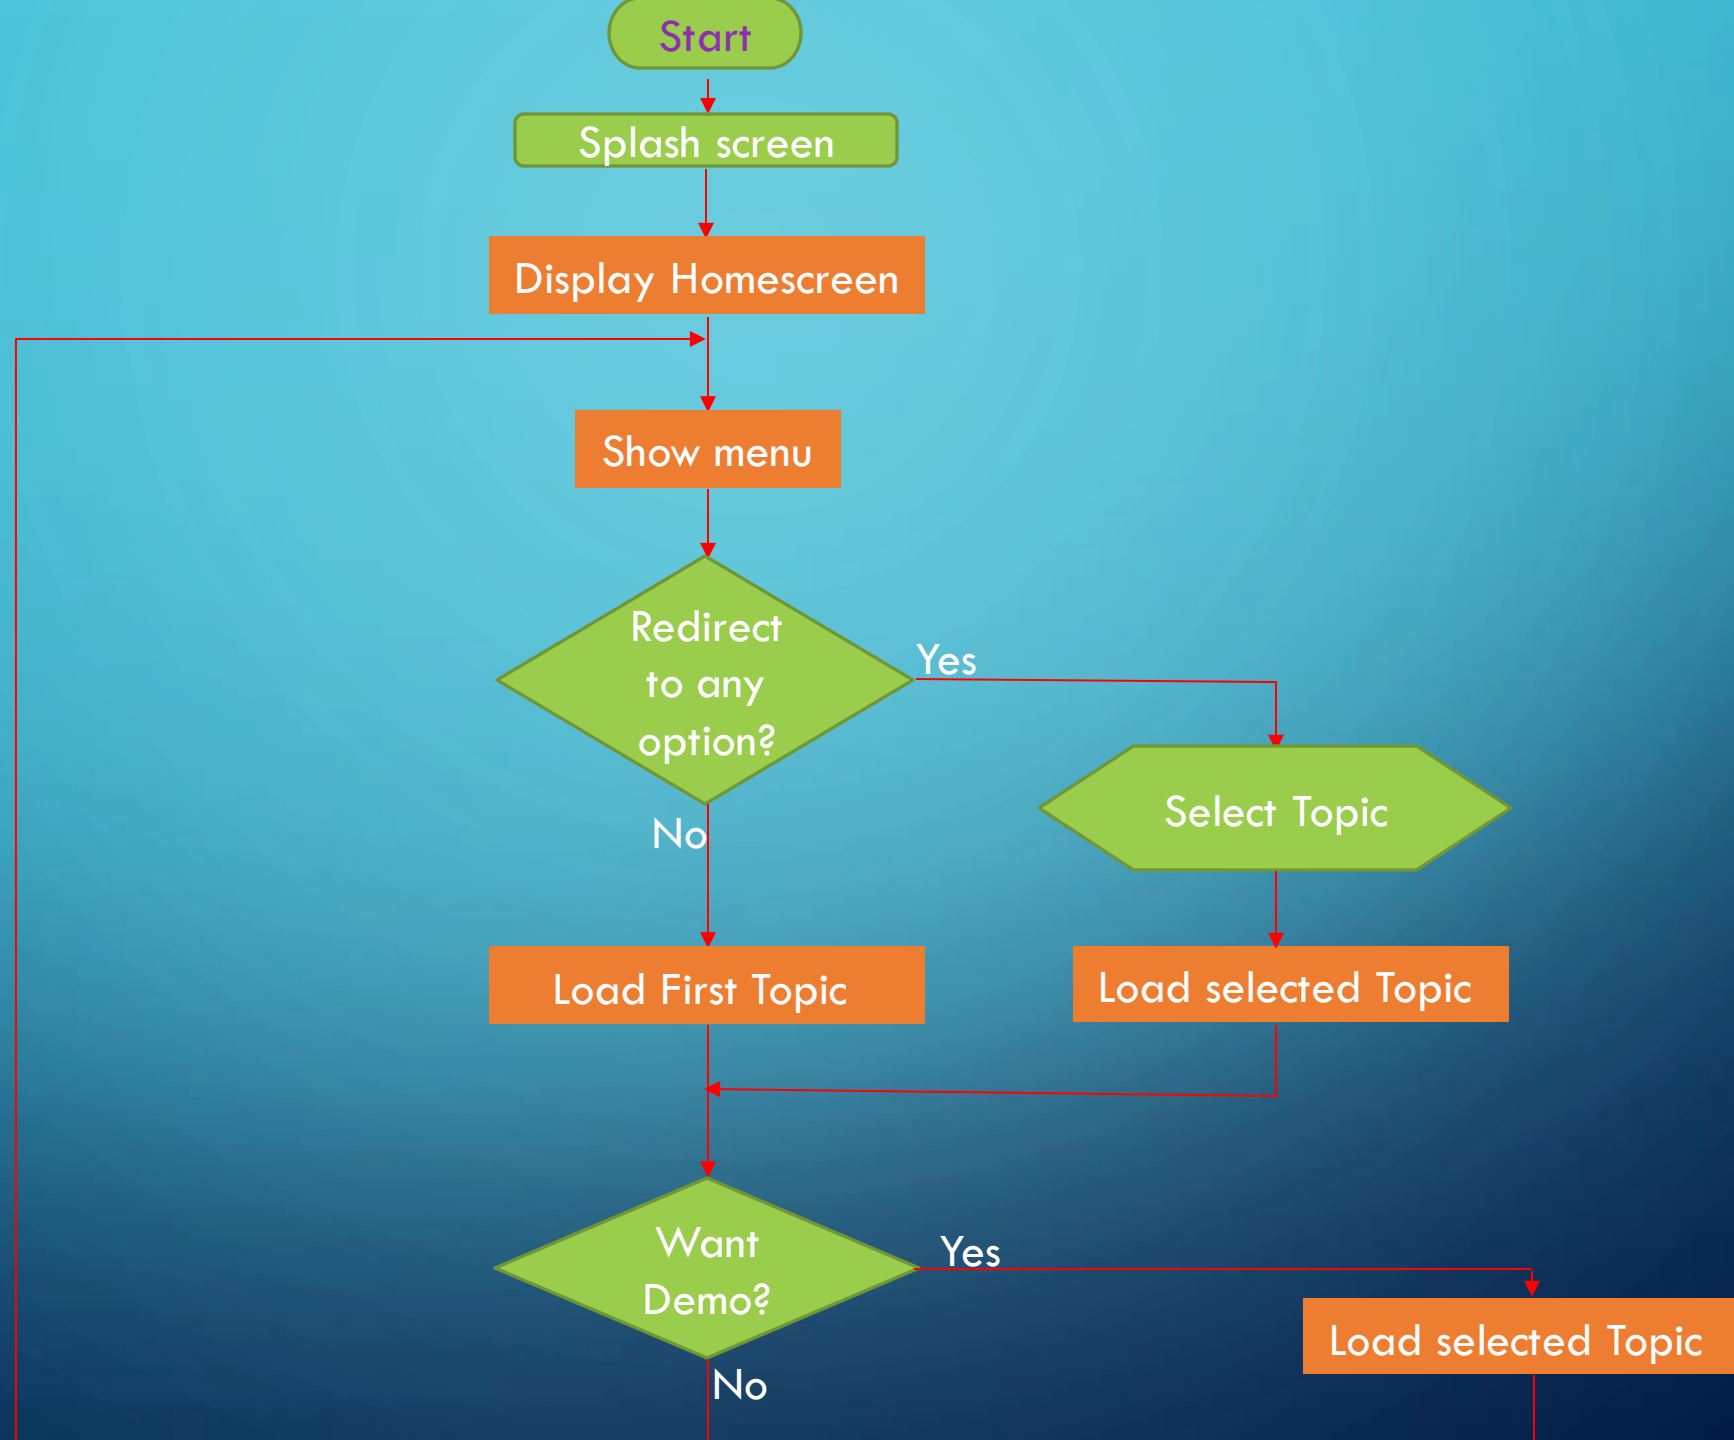 Start
Splash screen
Display Homescreen
Show menu
Redirect
to any
option?
Yes
Select Topic
No
Load First Topic
Load selected Topic
Want
Demo?
Yes
Load selected Topic
No